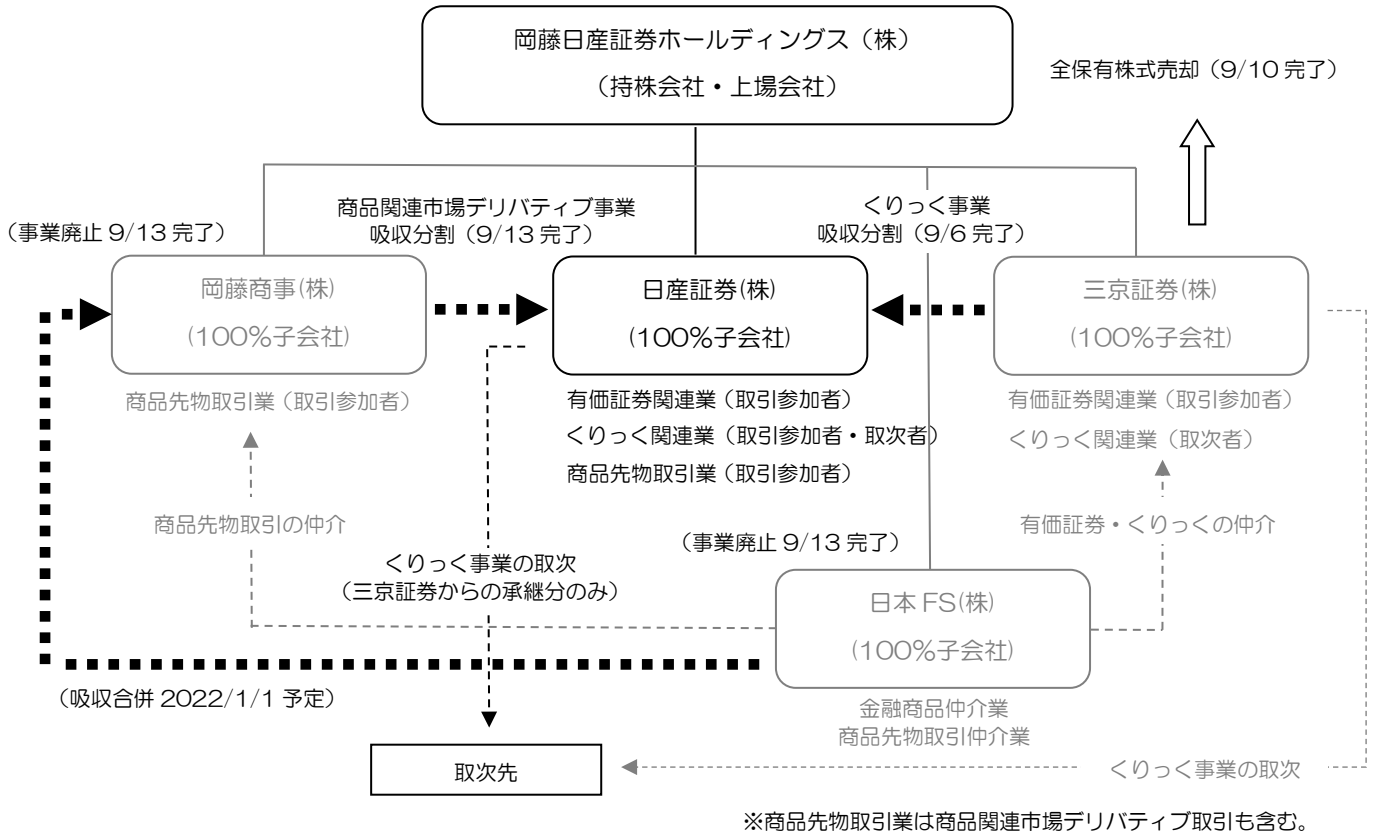 岡藤日産証券ホールディングス（株）
（持株会社・上場会社）
全保有株式売却（9/10 完了）
（事業廃止 9/13 完了）
商品関連市場デリバティブ事業
吸収分割（9/13 完了）
くりっく事業
吸収分割（9/6 完了）
岡藤商事(株)
(100%子会社)
日産証券(株)
(100%子会社)
三京証券(株)
(100%子会社)
商品先物取引業（取引参加者）
有価証券関連業（取引参加者）
くりっく関連業（取引参加者・取次者）
商品先物取引業（取引参加者）
有価証券関連業（取引参加者）
くりっく関連業（取次者）
商品先物取引の仲介
有価証券・くりっくの仲介
くりっく事業の取次
（三京証券からの承継分のみ）
（事業廃止 9/13 完了）
日本 FS(株)
(100%子会社)
（吸収合併 2022/1/1 予定）
金融商品仲介業
商品先物取引仲介業
取次先
くりっく事業の取次
※商品先物取引業は商品関連市場デリバティブ取引も含む。